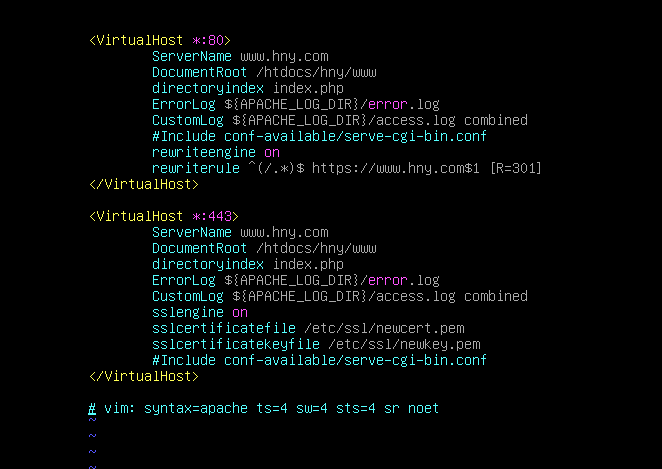 <VirtualHost *:80>
ServerName www.hny.com
DocumentRoot /htdocs/hny/www
directoryindex index.php
ErrorLog ${APACHE_LOG_DIR}/error.log
CustomLog ${APACHE_LOG_DIR}/access.log combined
#Include conf-available/serve-cgi-bin.conf
rewriteengine on
rewriterule ^(/.*)$ https://www.hny.com$1 [R=301]
</VirtualHost>
<VirtualHost *:443>
ServerName www.hny.com
DocumentRoot /htdocs/hny/www
directoryindex index.php
ErrorLog ${APACHE_LOG_DIR}/error.log
CustomLog ${APACHE_LOG_DIR}/access.log combined
sslengine on
sslcertificatefile /etc/ssl/newcert.pem
sslcertificatekeyfile /etc/ssl/newkey.pem
#Include conf-available/serve-cgi-bin.conf
</VirtualHost>
# vim: syntax=apache ts=4 sw=4 sts=4 sr noet
~
~
~
~